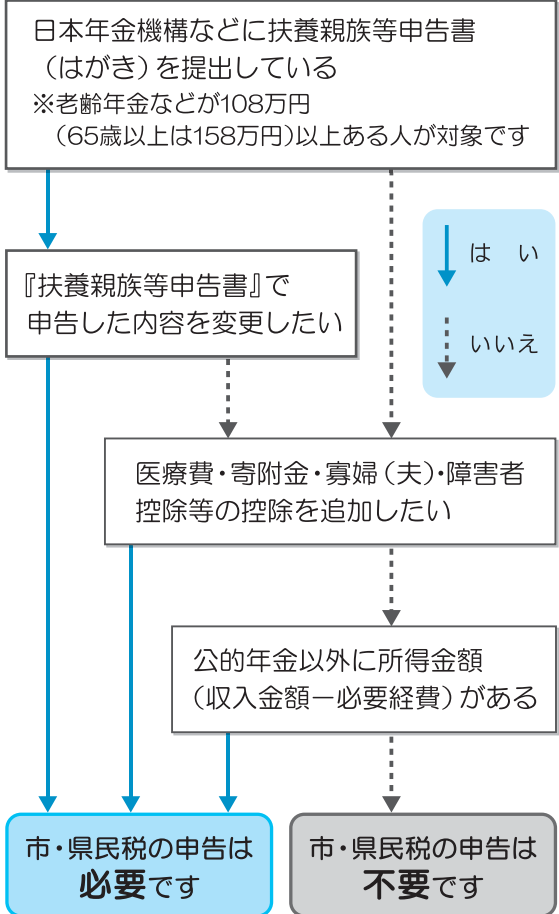 日本年金機構などに扶養親族等申告書
（はがき）を提出している
※老齢年金などが108万円
（65歳以上は158万円）以上ある人が対象です
は　い
『扶養親族等申告書』で
申告した内容を変更したい
いいえ
医療費・寄附金・寡婦（夫）・障害者
控除等の控除を追加したい
公的年金以外に所得金額
（収入金額－必要経費）がある
市・県民税の申告は
必要です
市・県民税の申告は
不要です